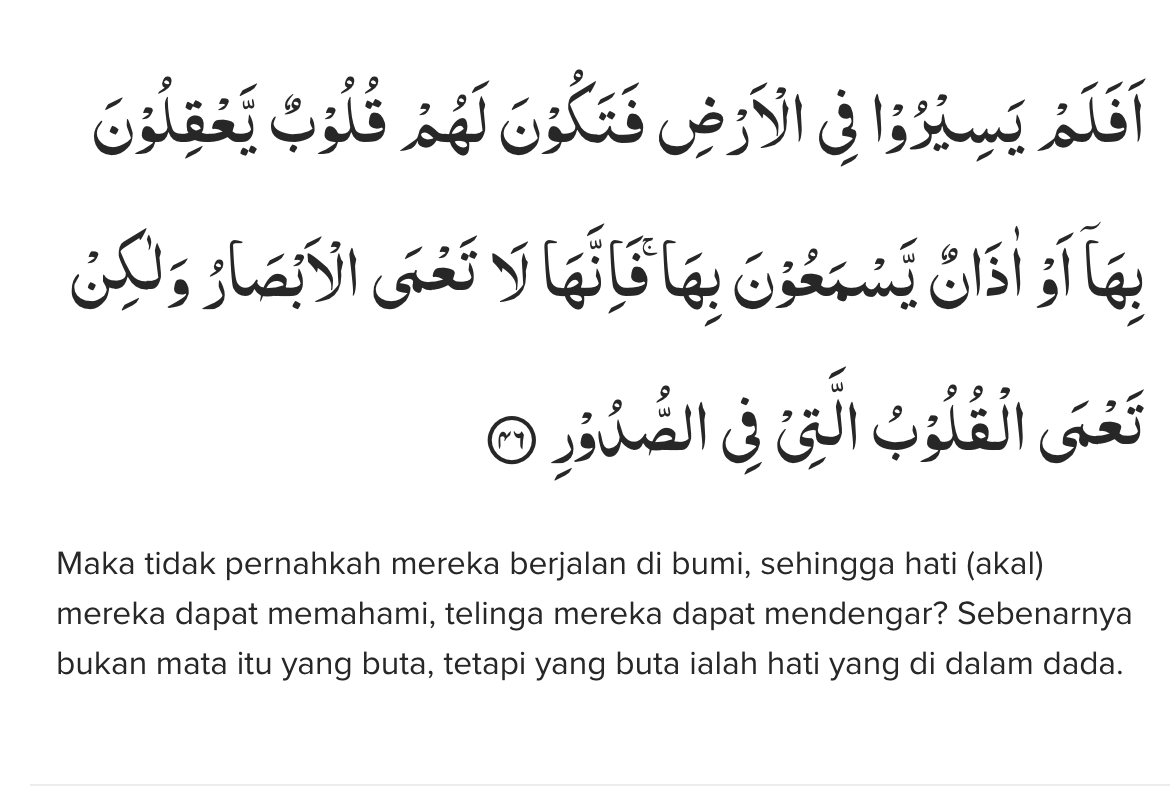 اَفَلَمْ يَسِيْرُوْا فِى الْاَرْضِ فَتَكُوْنَ لَهُمْ قُلُوْبٌ يَّعْقِلُوْنَ
بِهَآ اَوْ اٰذَانٌ يَّسْمَعُوْنَ بِهَاۚ فَاِنَّهَا لَا تَعْمَى الْاَبْصَارُ وَلٰكِنْ
تَعْمَى الْقُلُوْبُ الَّتِيْ فِى الصُّدُوْرِ ٤٦
Maka tidak pernahkah mereka berjalan di bumi, sehingga hati (akal)
mereka dapat memahami, telinga mereka dapat mendengar? Sebenarnya
bukan mata itu yang buta, tetapi yang buta ialah hati yang di dalam dada.